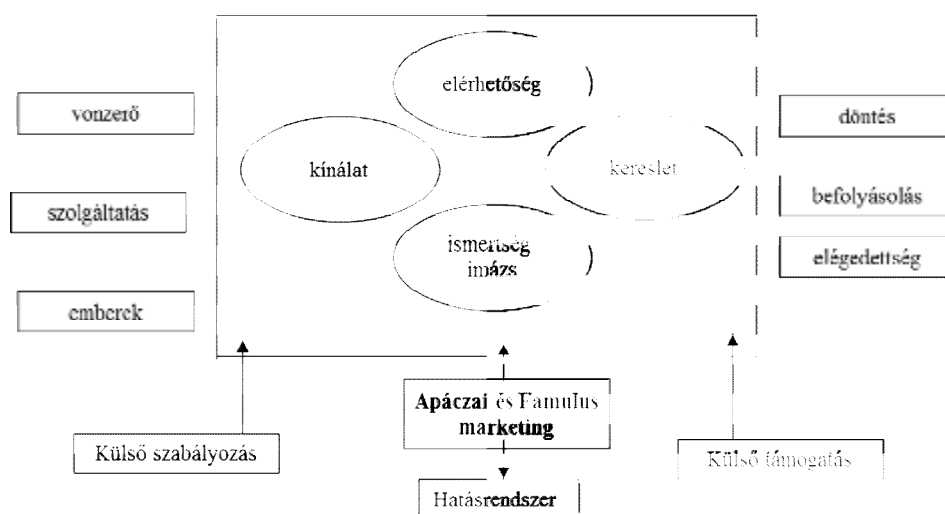 elérhetőség
vonzerő
döntés
kínálat
kereslet
szolgáltatás
befolyásolás
ismertség
imázs
elégedettség
emberek
Apáczai és Famulus
marketing
Külső szabályozás
Külső támogatás
Hatásrendszer